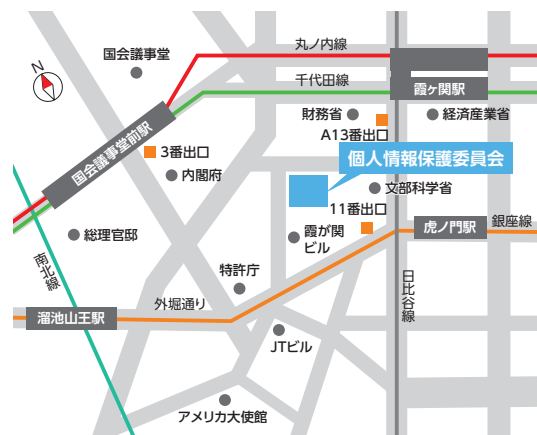 丸ノ内線
国会議事堂
N
千代田線
霞ケ関駅
財務省
経済産業省
A13番出口
国会議事堂前駅
3番出口
個人情報保護委員会
内閣府
文部科学省
11番出口
総理官邸
霞が関
ビル
虎ノ門駅
銀座線
南北線
特許庁
日比谷線
外堀通り
溜池山王駅
JTビル
アメリカ大使館